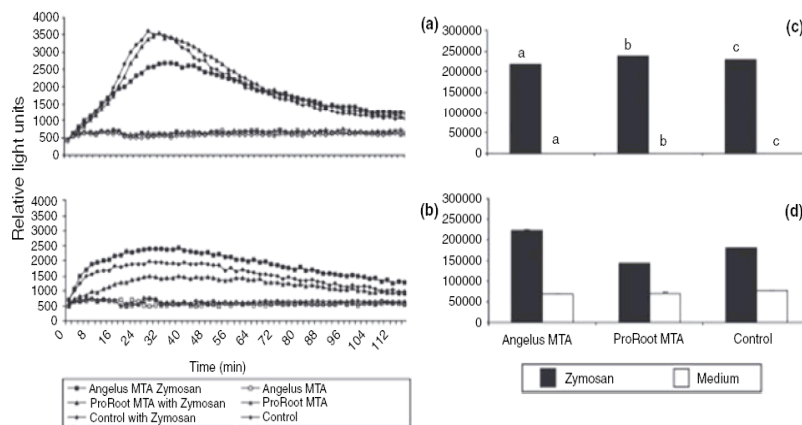 Relative light units
4000
3500
3000
2500
2000
1500
1000
500
0
(a)
4000
3500
3000
2500
2000
1500
1000
500
0
(b)
0
8
16
24
32
40
48
56
64
72
80
88
96
104
112
Time (min)
Angelus MTA Zymosan
ProRoot MTA with Zymosan
Control with Zymosan
Angelus MTA
ProRoot MTA
Control
300000
250000
200000
150000
100000
50000
0
(c)
a
b
c
a
b
c
300000
250000
200000
150000
100000
50000
0
(d)
Angelus MTA
ProRoot MTA
Control
Zymosan
Medium